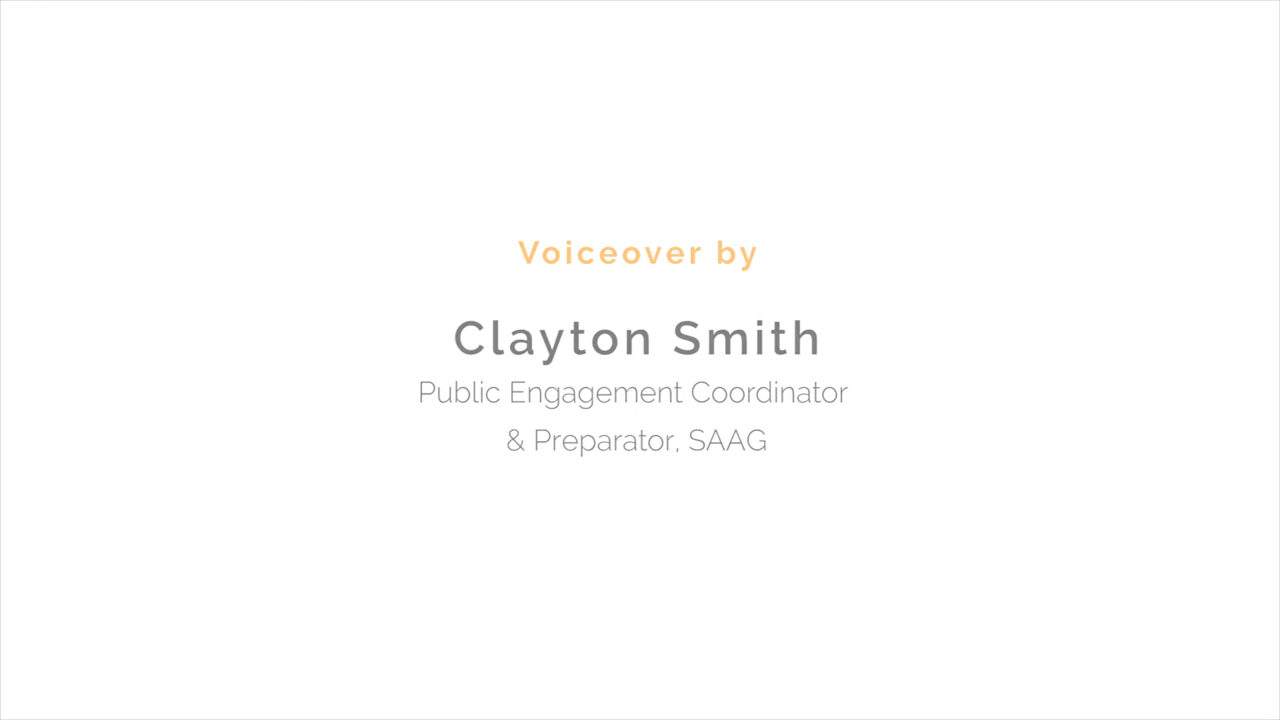 Voiceover by
Clayton Smith
Public Engagement Coordinator
& Preparator, SAAG